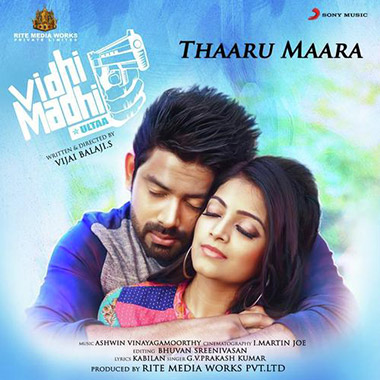 RITE MEDIA WORKS
PRIVATE LIMITED
SONY MUSIC
THAARU MAARA
Vidhi
Madhi
ULTAA
WRITTEN & DIRECTED BY
VIJAI BALAJI.S
MUSIC ASHWIN VINAYAGAMOORTHY CINEMATOGRAPHY I.MARTIN JOE
EDITING BHUVAN SREENIVASAN
LYRICS KABILAN SINGER G.V.PRAKASH KUMAR
PRODUCED BY RITE MEDIA WORKS PVT.LTD